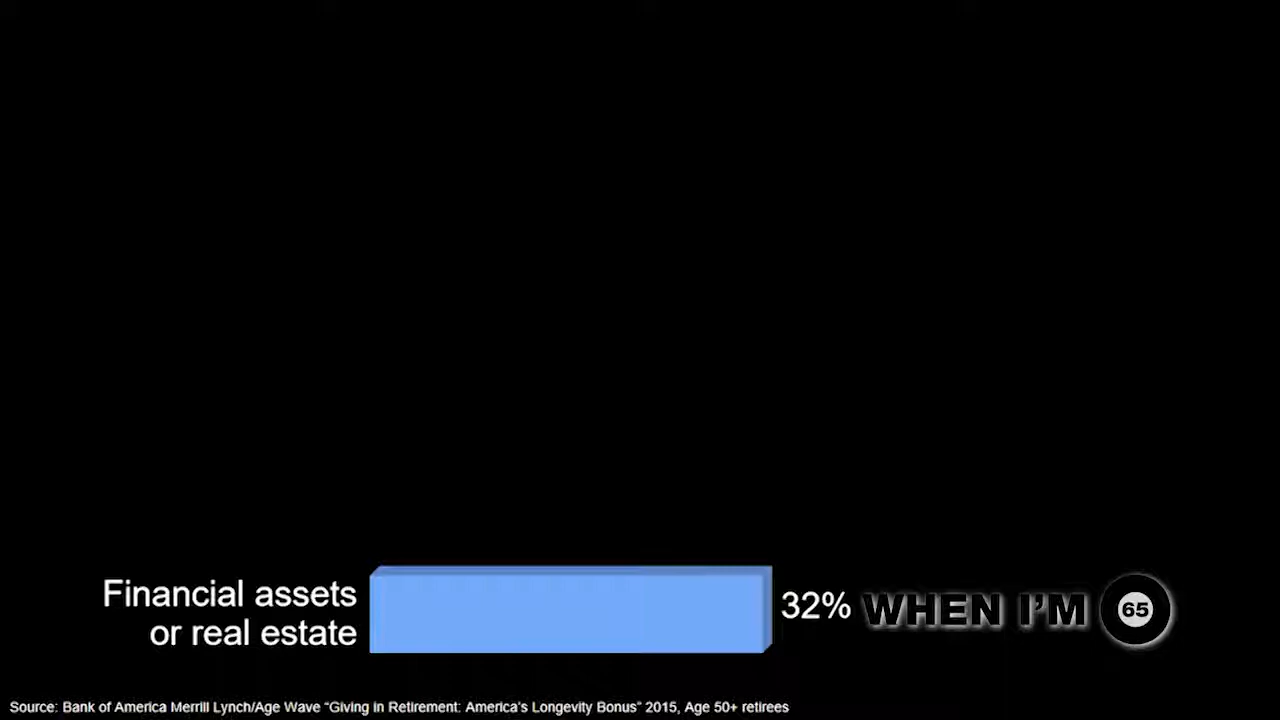 Financial assets
or real estate
32%
WHEN I'M 65
Source: Bank of America Merrill Lynch/Age Wave “Giving in Retirement: America’s Longevity Bonus” 2015, Age 50+ retirees